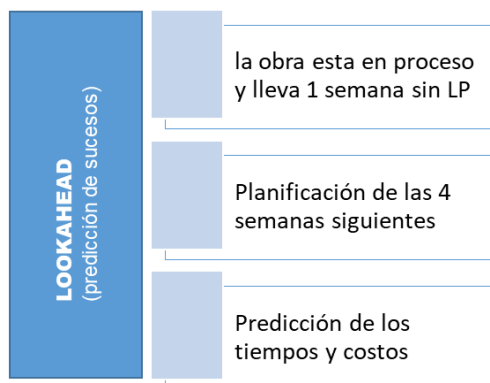 LOOKAHEAD
(predicción de sucesos)
la obra esta en proceso
y lleva 1 semana sin LP
Planificación de las 4
semanas siguientes
Predicción de los
tiempos y costos